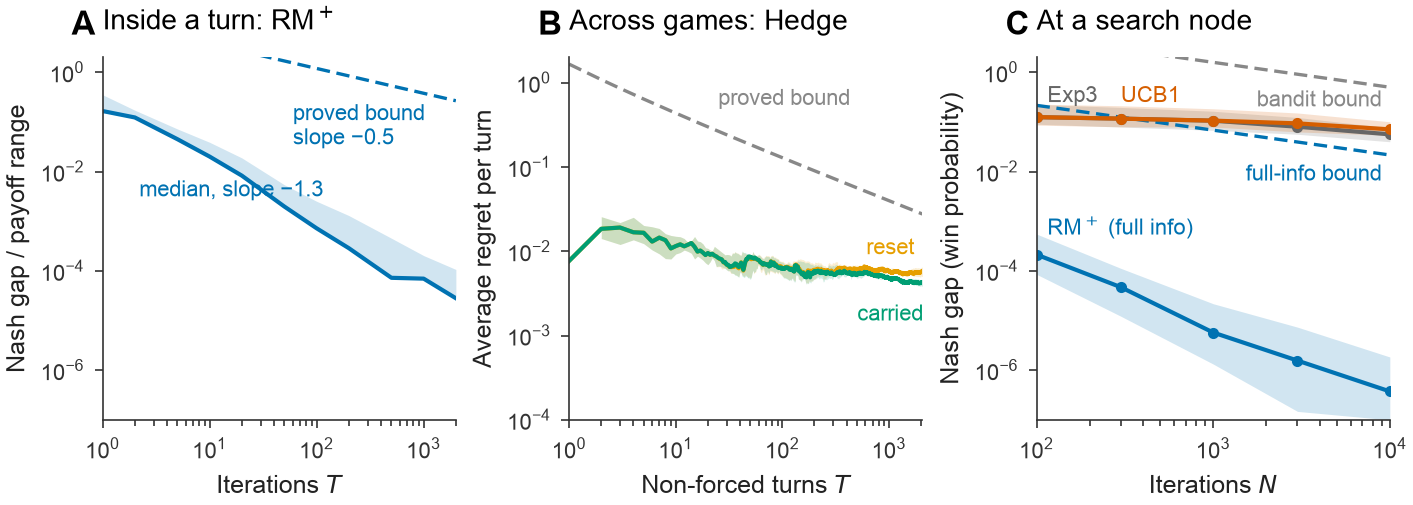 A Inside a turn: RM⁺
Nash gap / payoff range
10⁰
10⁻²
10⁻⁴
10⁻⁶
proved bound
slope −0.5
median, slope −1.3
10⁰ 10¹ 10² 10³
Iterations T
B Across games: Hedge
Average regret per turn
10⁰
10⁻¹
10⁻²
10⁻³
10⁻⁴
proved bound
reset
carried
10⁰ 10¹ 10² 10³
Non-forced turns T
C At a search node
Nash gap (win probability)
10⁰
10⁻²
10⁻⁴
10⁻⁶
Exp3 UCB1
bandit bound
full-info bound
RM⁺ (full info)
10² 10³ 10⁴
Iterations N